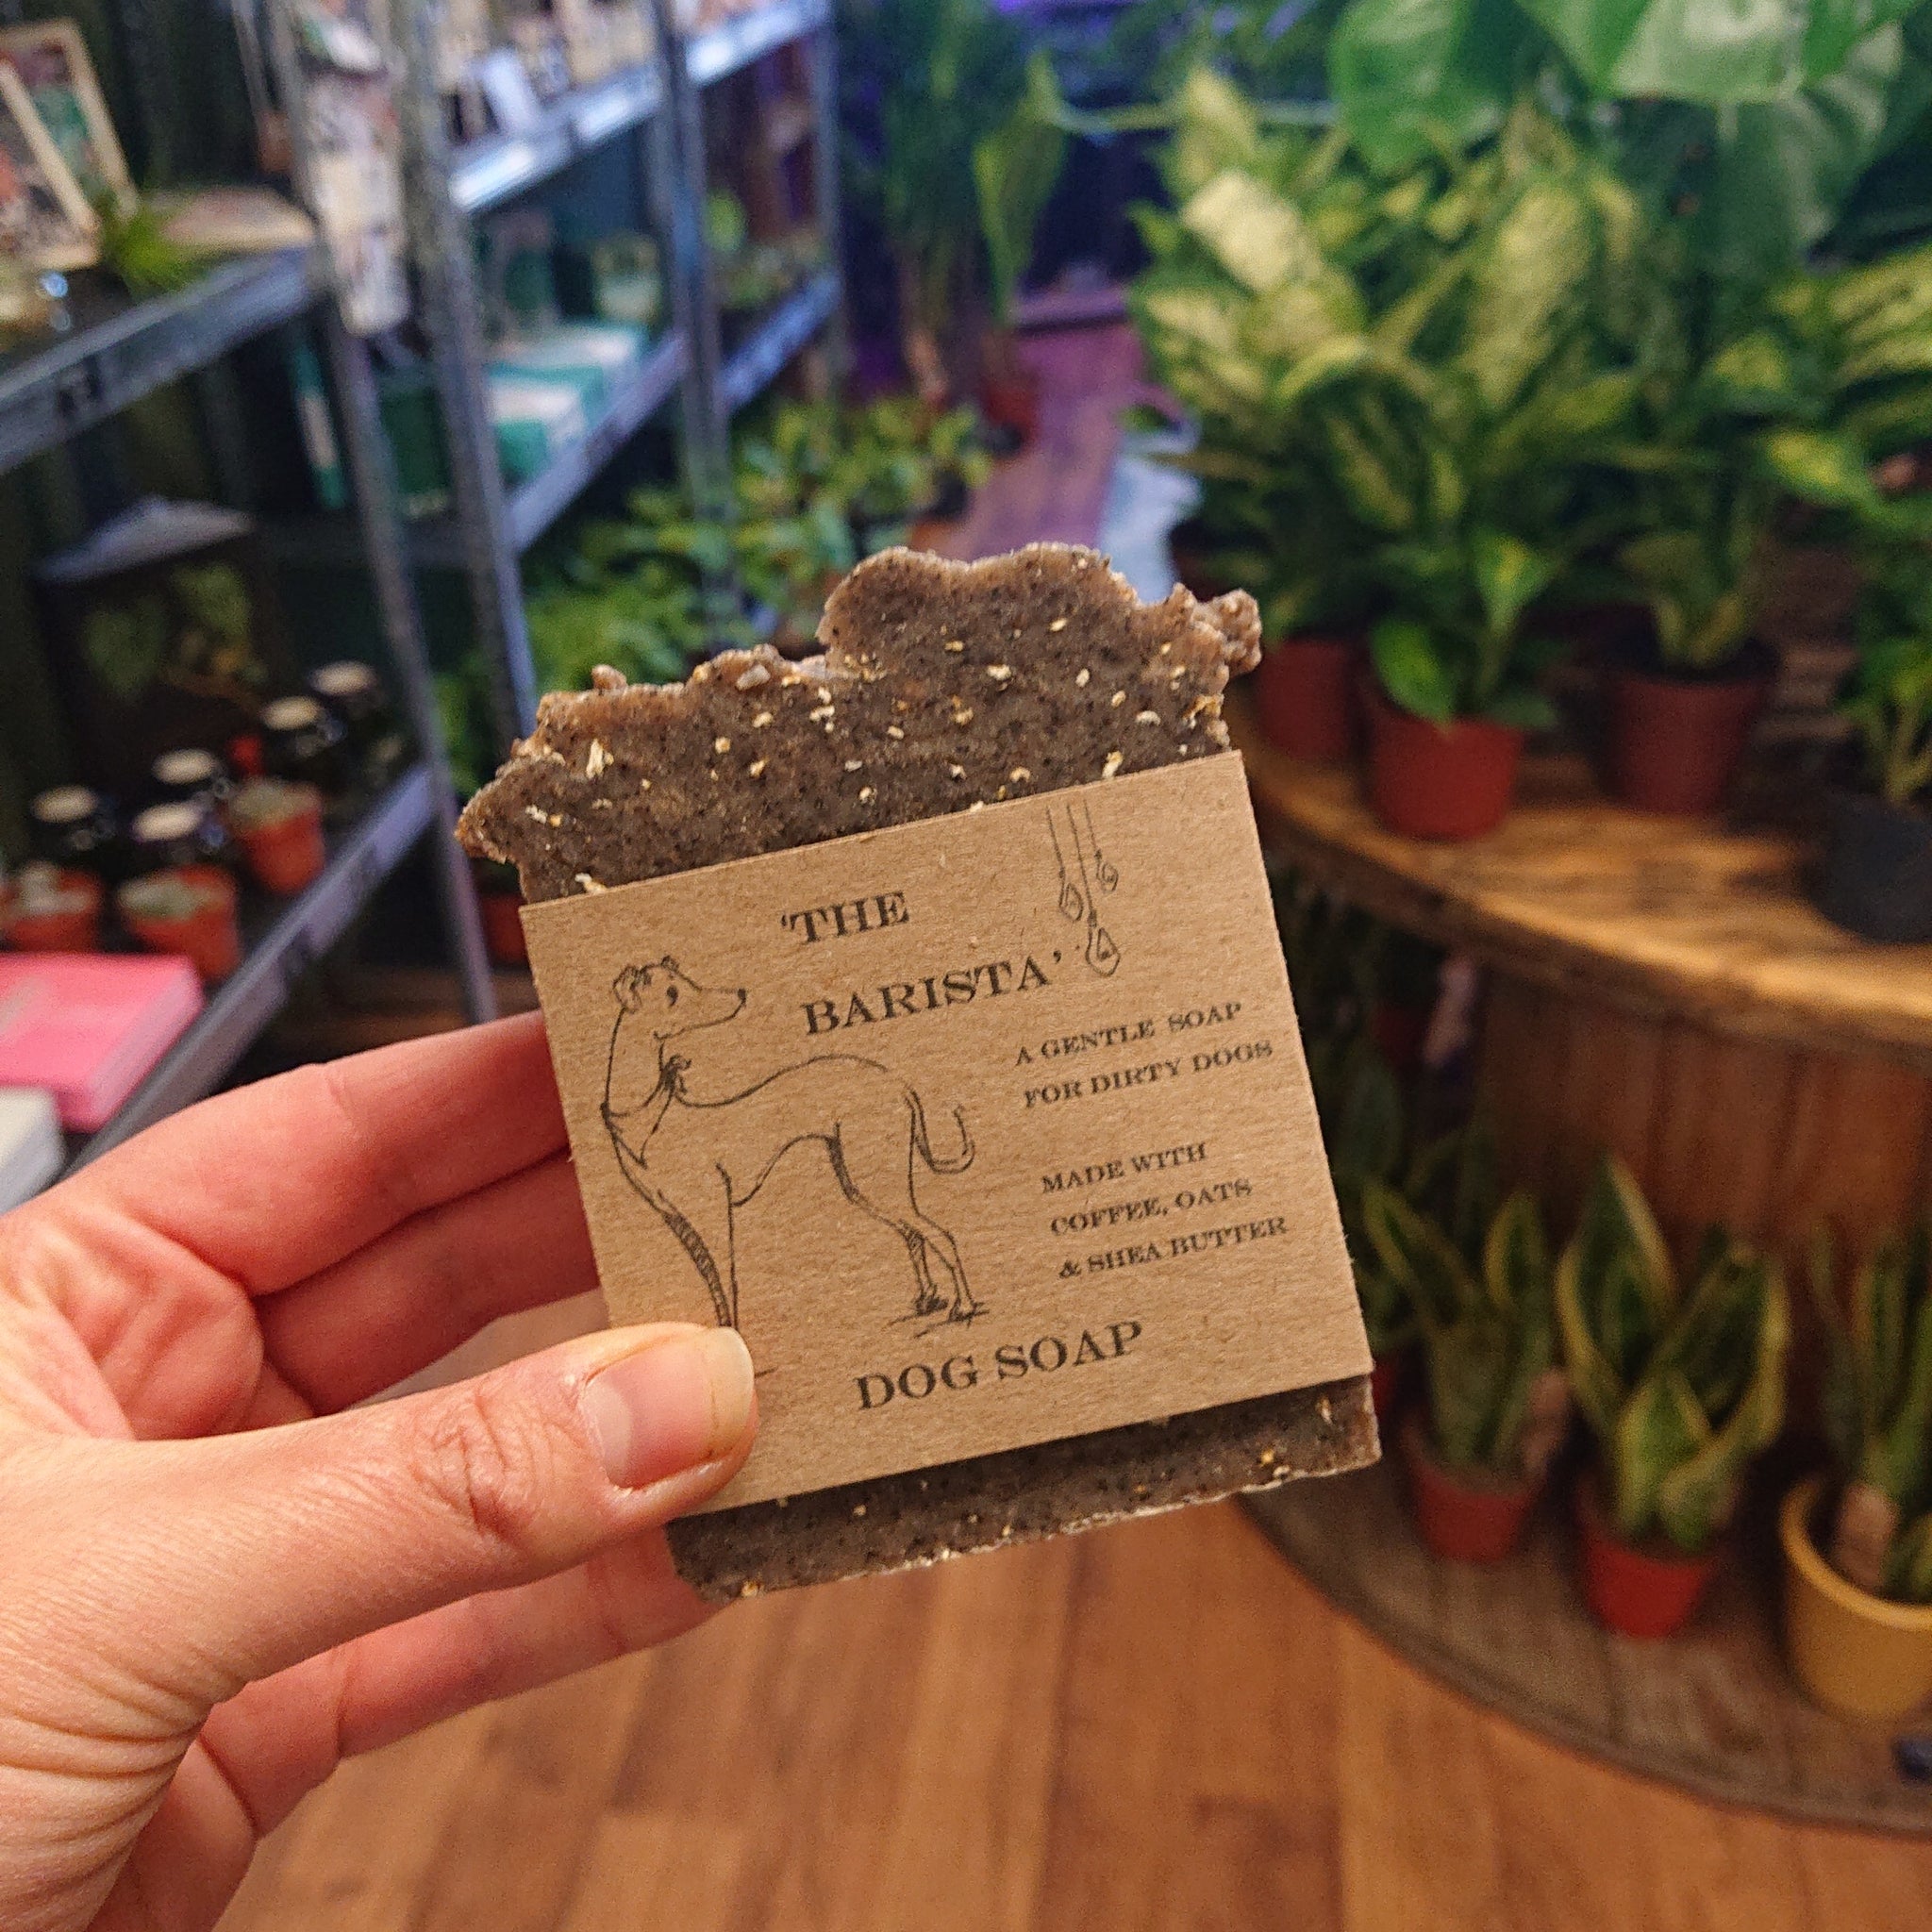 'THE
BARISTA'
A GENTLE SOAP
FOR DIRTY DOGS
MADE WITH
COFFEE, OATS
& SHEA BUTTER
DOG SOAP